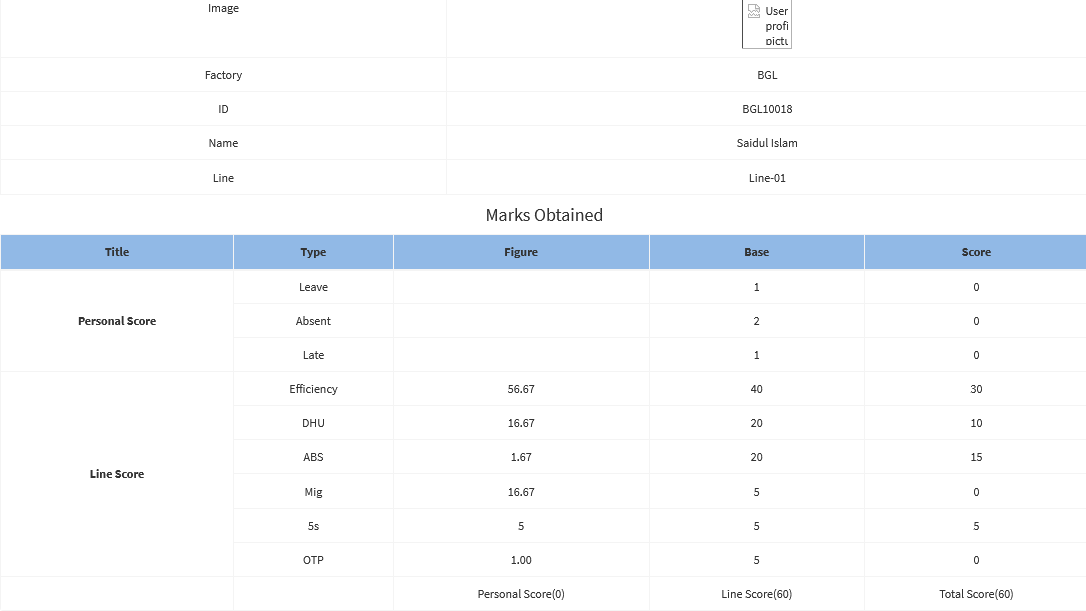 Image
User
profi
pictu
Factory BGL
ID BGL10018
Name Saidul Islam
Line Line-01
Marks Obtained
Title Type Figure Base Score
Personal Score
Leave 1 0
Absent 2 0
Late 1 0
Line Score
Efficiency 56.67 40 30
DHU 16.67 20 10
ABS 1.67 20 15
Mig 16.67 5 0
5s 5 5 5
OTP 1.00 5 0
Personal Score(0) Line Score(60) Total Score(60)